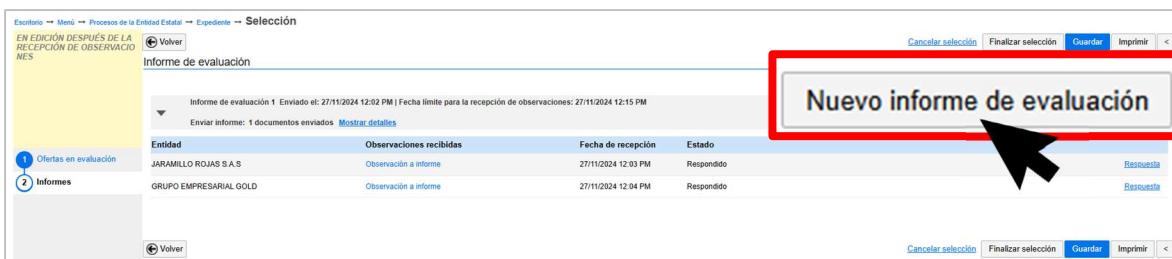 Escritorio → Menú → Procesos de la Entidad Estatal → Expediente → Selección
EN EDICIÓN DESPUÉS DE LA
RECEPCIÓN DE OBSERVACIO
NES
Volver
Cancelar selección Finalizar selección Guardar Imprimir <
Informe de evaluación
Nuevo informe de evaluación
Informe de evaluación 1 Enviado el: 27/11/2024 12:02 PM | Fecha límite para la recepción de observaciones: 27/11/2024 12:15 PM
Enviar informe: 1 documentos enviados Mostrar detalles
Entidad Observaciones recibidas Fecha de recepción Estado
1 Ofertas en evaluación
JARAMILLO ROJAS S.A.S Observación a informe 27/11/2024 12:03 PM Respondido Respuesta
2 Informes
GRUPO EMPRESARIAL GOLD Observación a informe 27/11/2024 12:04 PM Respondido Respuesta
Volver
Cancelar selección Finalizar selección Guardar Imprimir <